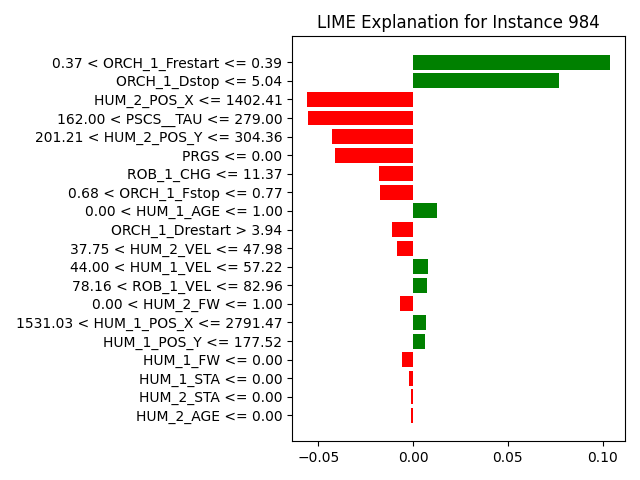 LIME Explanation for Instance 984
0.37 < ORCH_1_Frestart <= 0.39
ORCH_1_Dstop <= 5.04
HUM_2_POS_X <= 1402.41
162.00 < PSCS__TAU <= 279.00
201.21 < HUM_2_POS_Y <= 304.36
PRGS <= 0.00
ROB_1_CHG <= 11.37
0.68 < ORCH_1_Fstop <= 0.77
0.00 < HUM_1_AGE <= 1.00
ORCH_1_Drestart > 3.94
37.75 < HUM_2_VEL <= 47.98
44.00 < HUM_1_VEL <= 57.22
78.16 < ROB_1_VEL <= 82.96
0.00 < HUM_2_FW <= 1.00
1531.03 < HUM_1_POS_X <= 2791.47
HUM_1_POS_Y <= 177.52
HUM_1_FW <= 0.00
HUM_1_STA <= 0.00
HUM_2_STA <= 0.00
HUM_2_AGE <= 0.00
−0.05 0.00 0.05 0.10